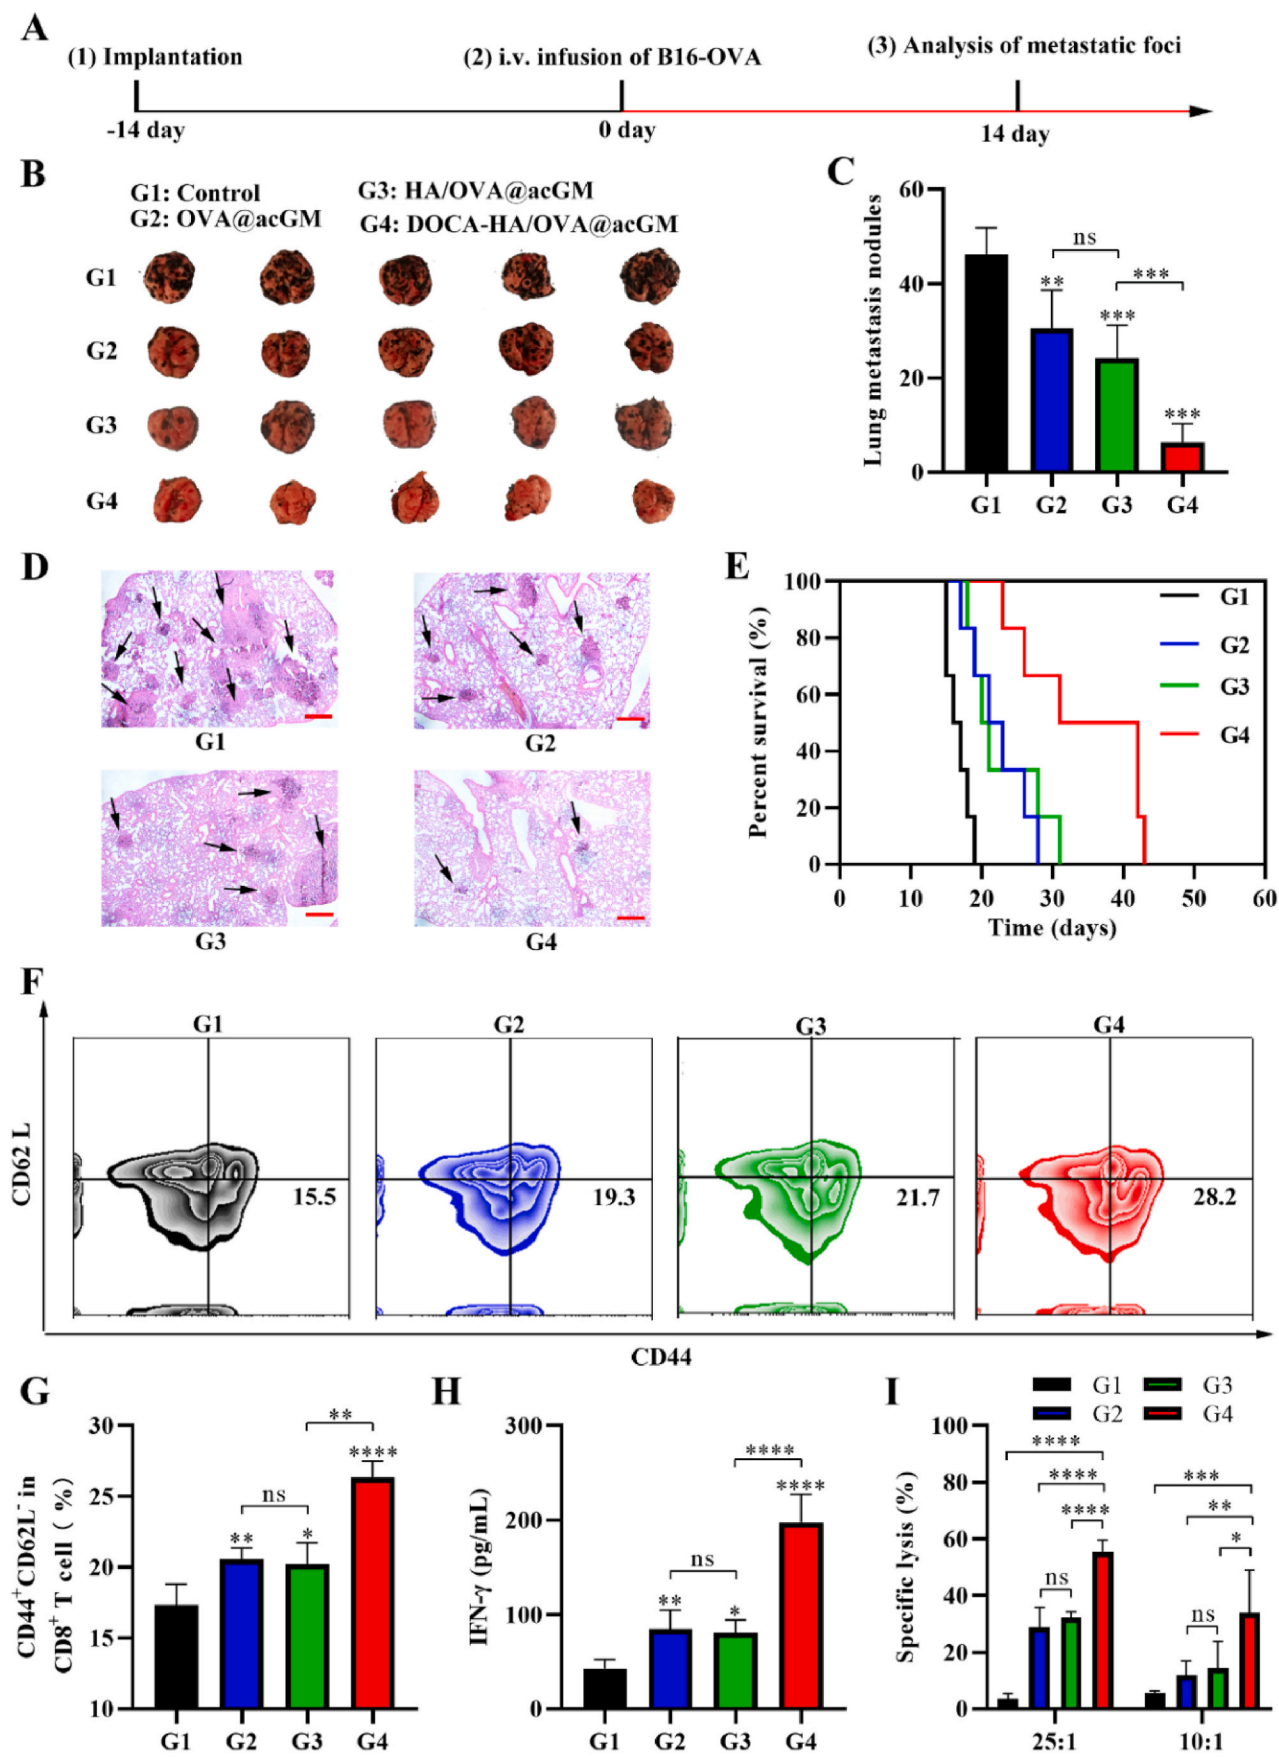 A
(1) Implantation
(2) i.v. infusion of B16-OVA
(3) Analysis of metastatic foci
-14 day
0 day
14 day
B
G1: Control
G2: OVA@acGM
G3: HA/OVA@acGM
G4: DOCA-HA/OVA@acGM
G1
G2
G3
G4
C
Lung metastasis nodules
60
40
20
0
ns
**
***
***
***
G1 G2 G3 G4
D
G1
G2
G3
G4
E
Percent survival (%)
100
80
60
40
20
0
0 10 20 30 40 50 60
Time (days)
G1
G2
G3
G4
F
G1
G2
G3
G4
CD62 L
15.5
19.3
21.7
28.2
CD44
G
CD44+CD62L- in
CD8+ T cell ( %)
30
25
20
15
10
**
****
ns
**
*
G1 G2 G3 G4
H
IFN-γ (pg/mL)
300
200
100
0
****
****
ns
**
*
G1 G2 G3 G4
I
G1
G2
G3
G4
Specific lysis (%)
100
80
60
40
20
0
****
****
****
ns
***
**
*
ns
25:1
10:1